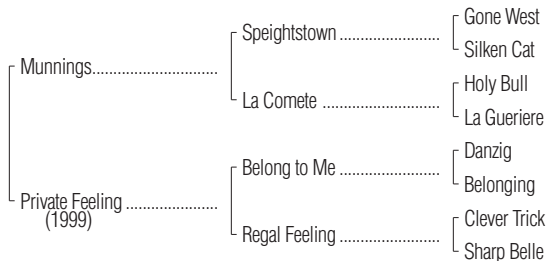 Gone West
Speightstown
Silken Cat
Munnings
Holy Bull
La Comete
La Gueriere
Danzig
Belong to Me
Belonging
Private Feeling
(1999)
Clever Trick
Regal Feeling
Sharp Belle